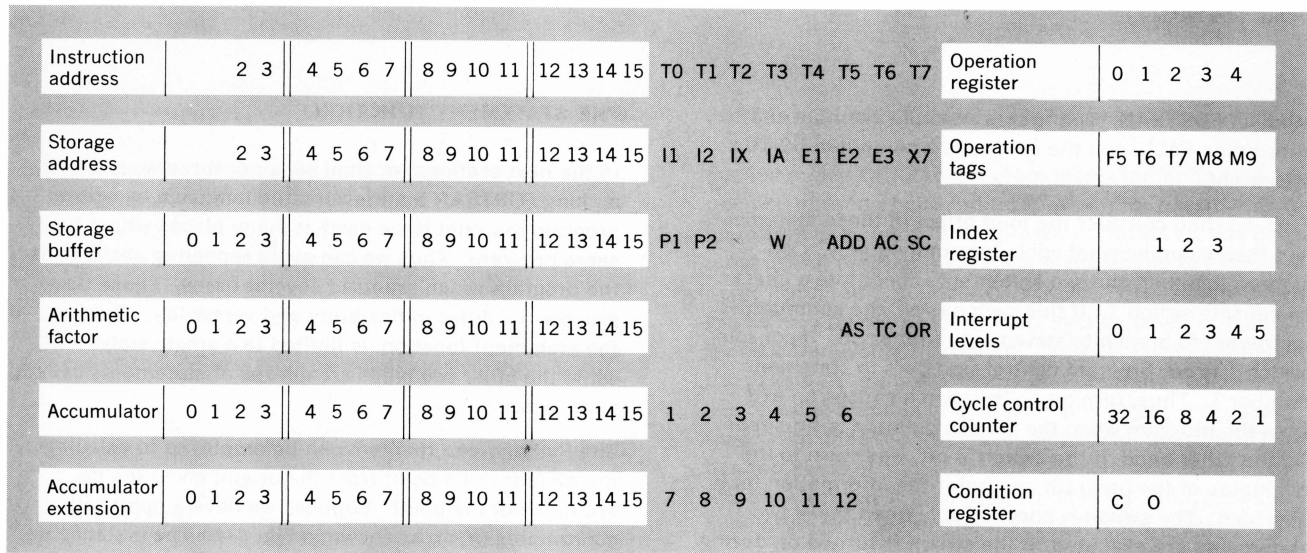 Instruction address 2 3 4 5 6 7 8 9 10 11 12 13 14 15 T0 T1 T2 T3 T4 T5 T6 T7 Operation register 0 1 2 3 4
Storage address 2 3 4 5 6 7 8 9 10 11 12 13 14 15 I1 I2 IX IA E1 E2 E3 X7 Operation tags F5 T6 T7 M8 M9
Storage buffer 0 1 2 3 4 5 6 7 8 9 10 11 12 13 14 15 P1 P2 W ADD AC SC Index register 1 2 3
Arithmetic factor 0 1 2 3 4 5 6 7 8 9 10 11 12 13 14 15 AS TC OR Interrupt levels 0 1 2 3 4 5
Accumulator 0 1 2 3 4 5 6 7 8 9 10 11 12 13 14 15 1 2 3 4 5 6 Cycle control counter 32 16 8 4 2 1
Accumulator extension 0 1 2 3 4 5 6 7 8 9 10 11 12 13 14 15 7 8 9 10 11 12 Condition register C O